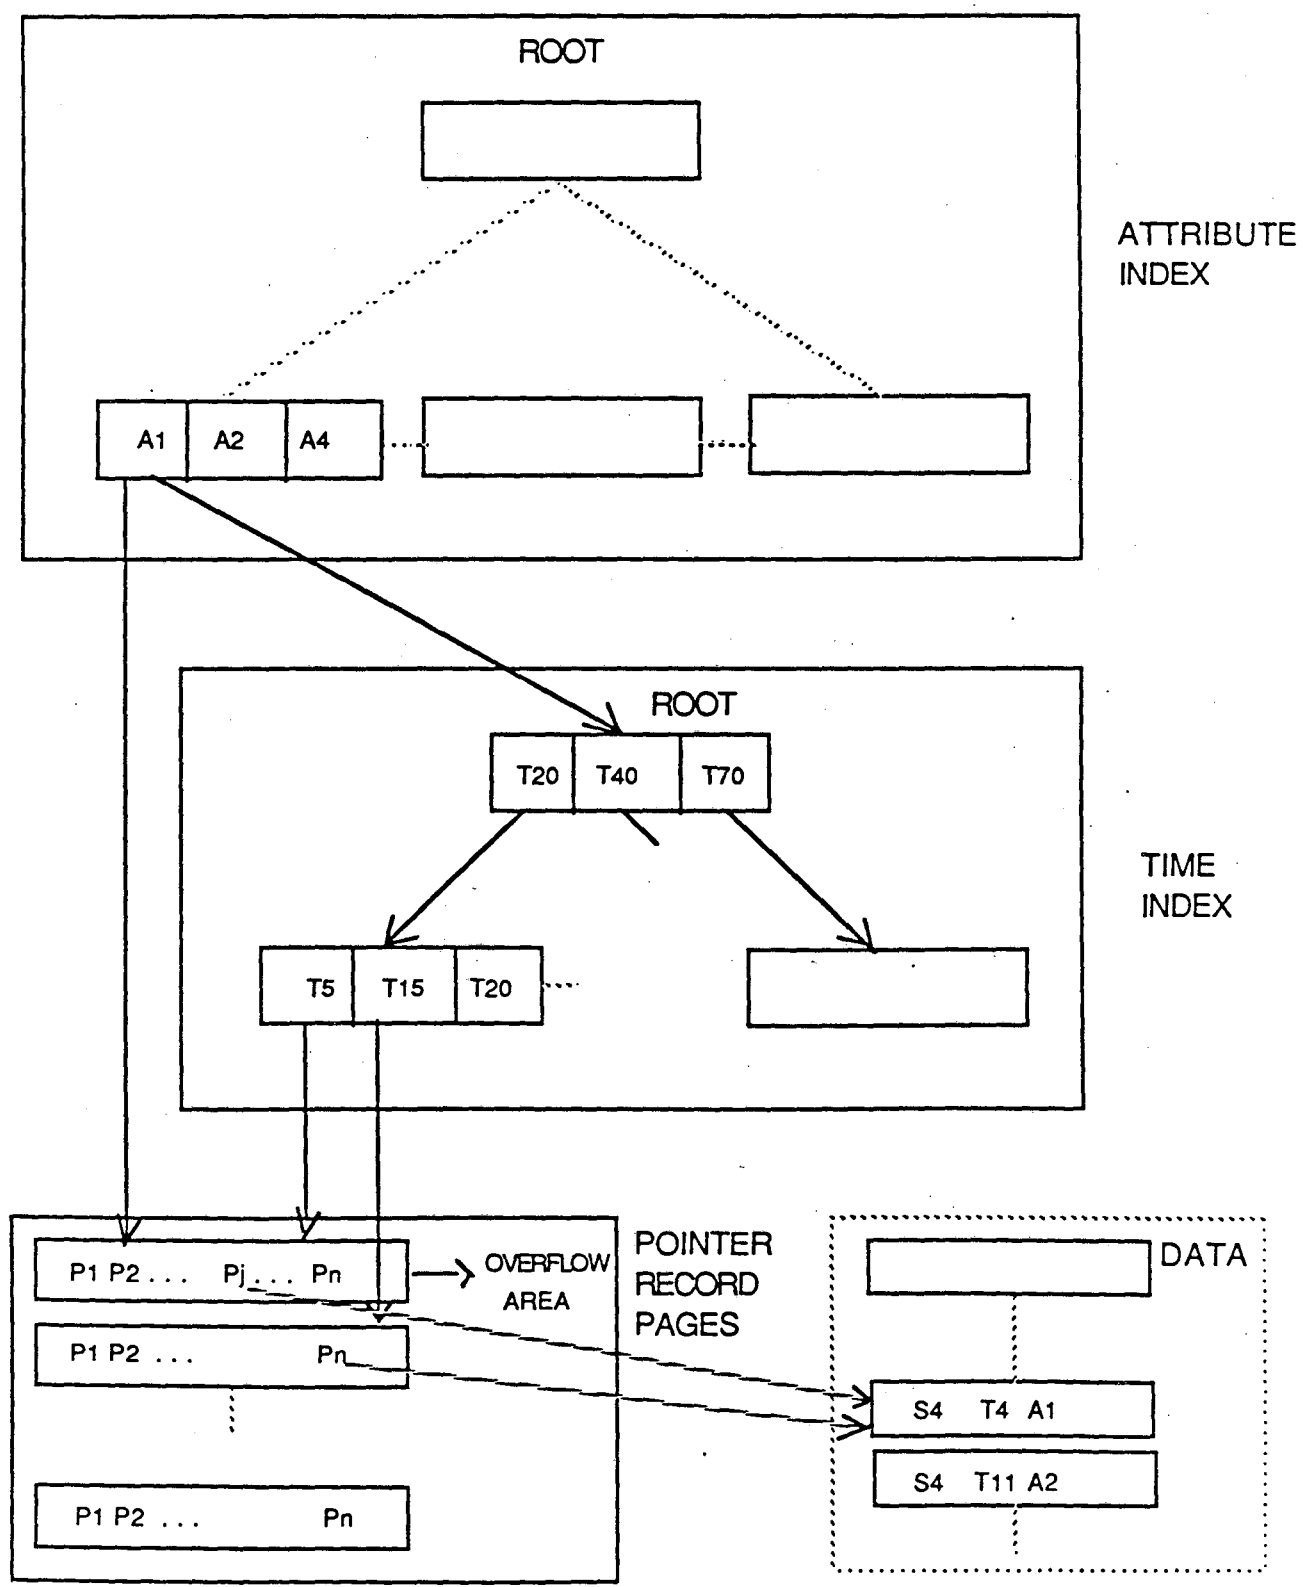 ROOT
ATTRIBUTE
INDEX
A1 A2 A4
ROOT
T20 T40 T70
TIME
INDEX
T5 T15 T20
POINTER
RECORD
PAGES
P1 P2 . . . Pj . . . Pn
OVERFLOW
AREA
P1 P2 . . . Pn
P1 P2 . . . Pn
DATA
S4 T4 A1
S4 T11 A2